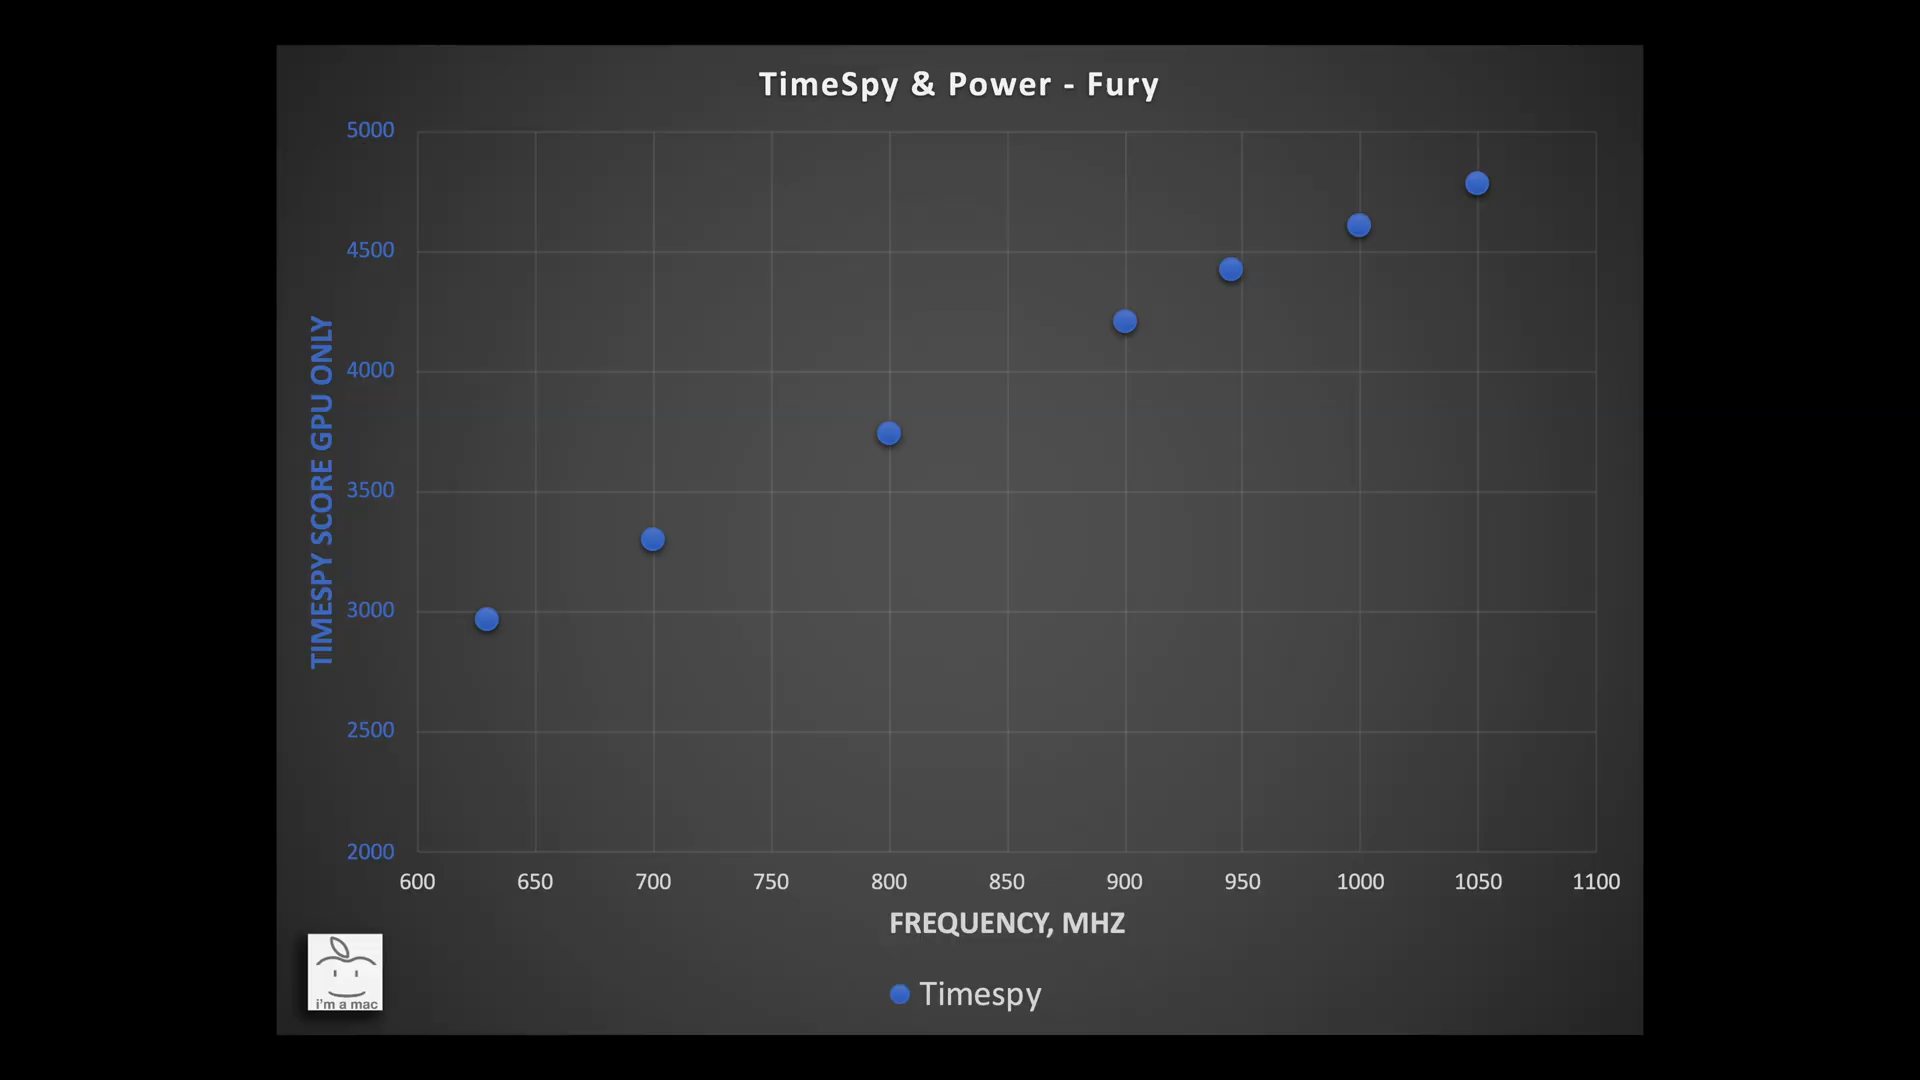 TimeSpy & Power - Fury
5000
4500
4000
3500
3000
2500
2000
TIMESPY SCORE GPU ONLY
600 650 700 750 800 850 900 950 1000 1050 1100
FREQUENCY, MHZ
Timespy
i'm a mac